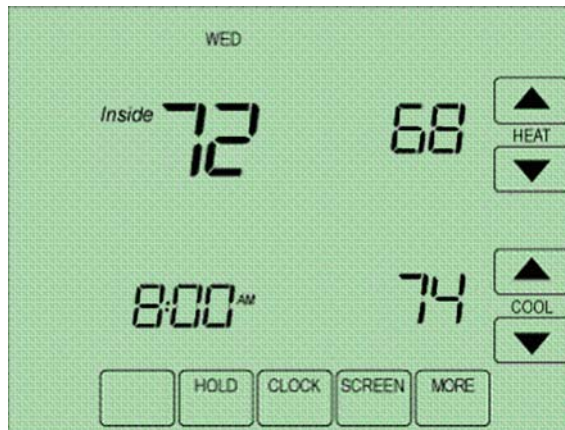 WED
Inside 72
68
HEAT
8:00 AM
74
COOL
HOLD CLOCK SCREEN MORE